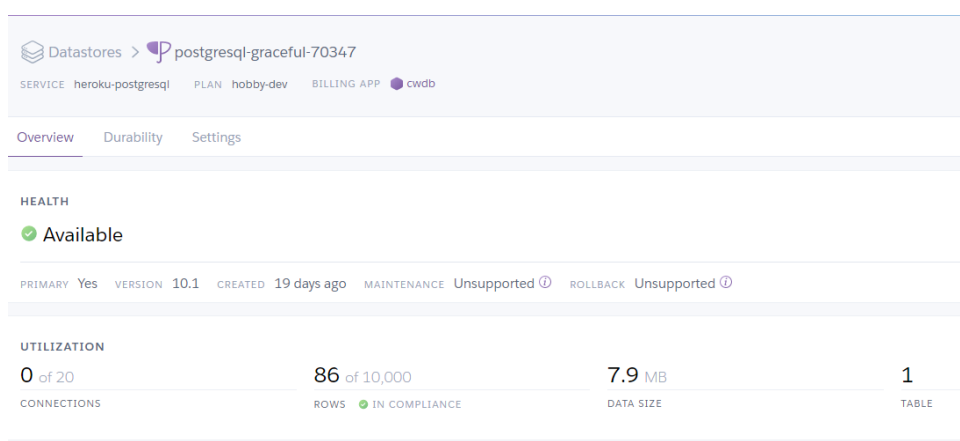 Datastores > postgresql-graceful-70347
SERVICE heroku-postgresql PLAN hobby-dev BILLING APP cwdb
Overview Durability Settings
HEALTH
Available
PRIMARY Yes VERSION 10.1 CREATED 19 days ago MAINTENANCE Unsupported i ROLLBACK Unsupported i
UTILIZATION
0 of 20 86 of 10,000 7.9 MB 1
CONNECTIONS ROWS IN COMPLIANCE DATA SIZE TABLE